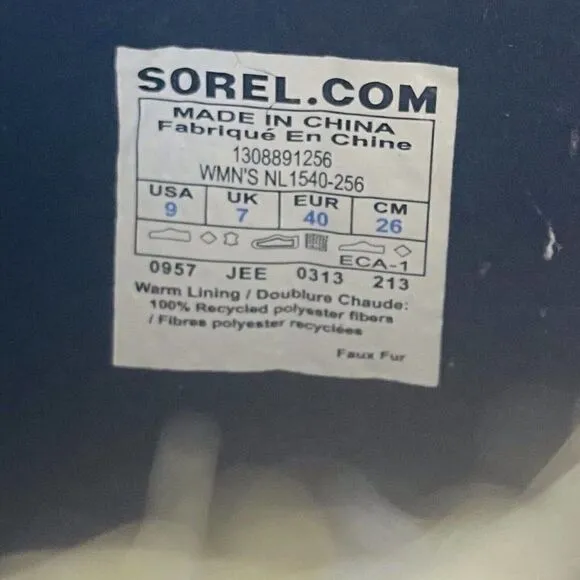 SOREL.COM
MADE IN CHINA
Fabriqué En Chine
1308891256
WMN'S NL1540-256
USA UK EUR CM
9 7 40 26
ECA-1
0957 JEE 0313 213
Warm Lining / Doublure Chaude:
100% Recycled polyester fibers
/ Fibres polyester recyclées
Faux Fur